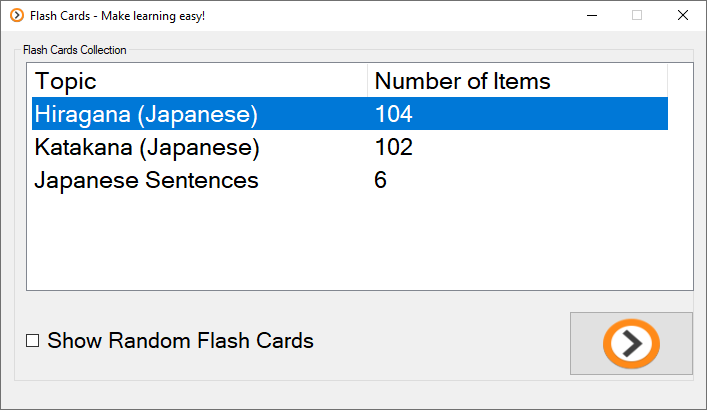 Flash Cards - Make learning easy!
Flash Cards Collection
Topic Number of Items
Hiragana (Japanese) 104
Katakana (Japanese) 102
Japanese Sentences 6
Show Random Flash Cards